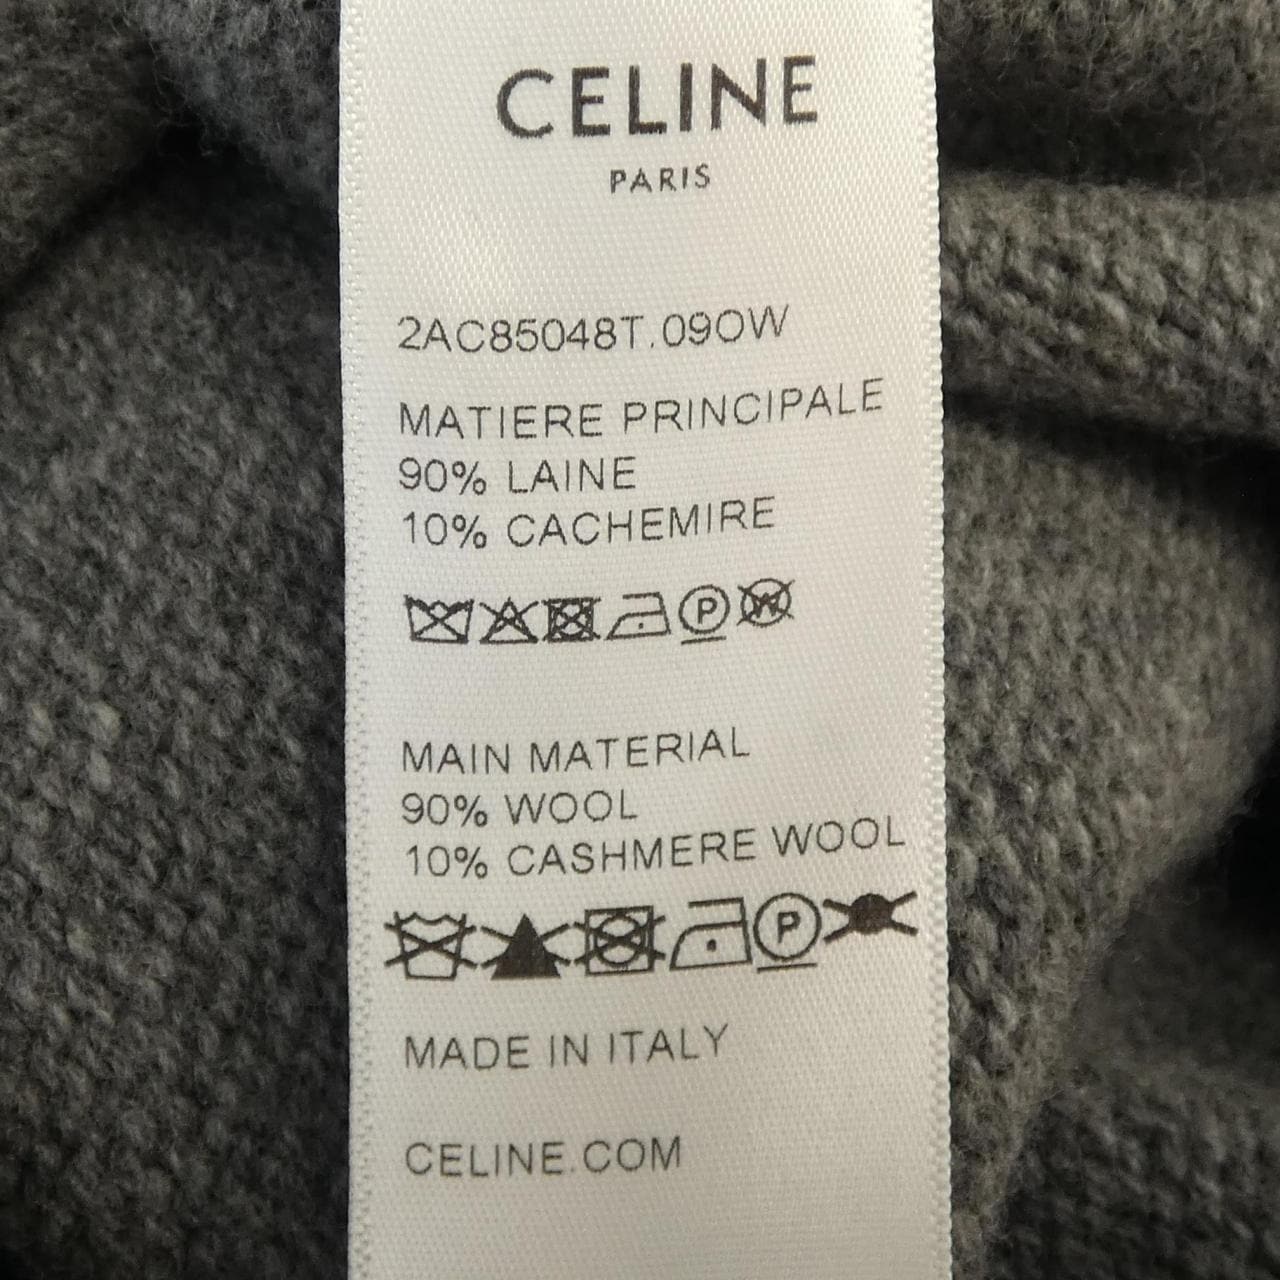 CELINE
PARIS
2AC85048T.09OW
MATIERE PRINCIPALE
90% LAINE
10% CACHEMIRE
P W
MAIN MATERIAL
90% WOOL
10% CASHMERE WOOL
P
MADE IN ITALY
CELINE.COM